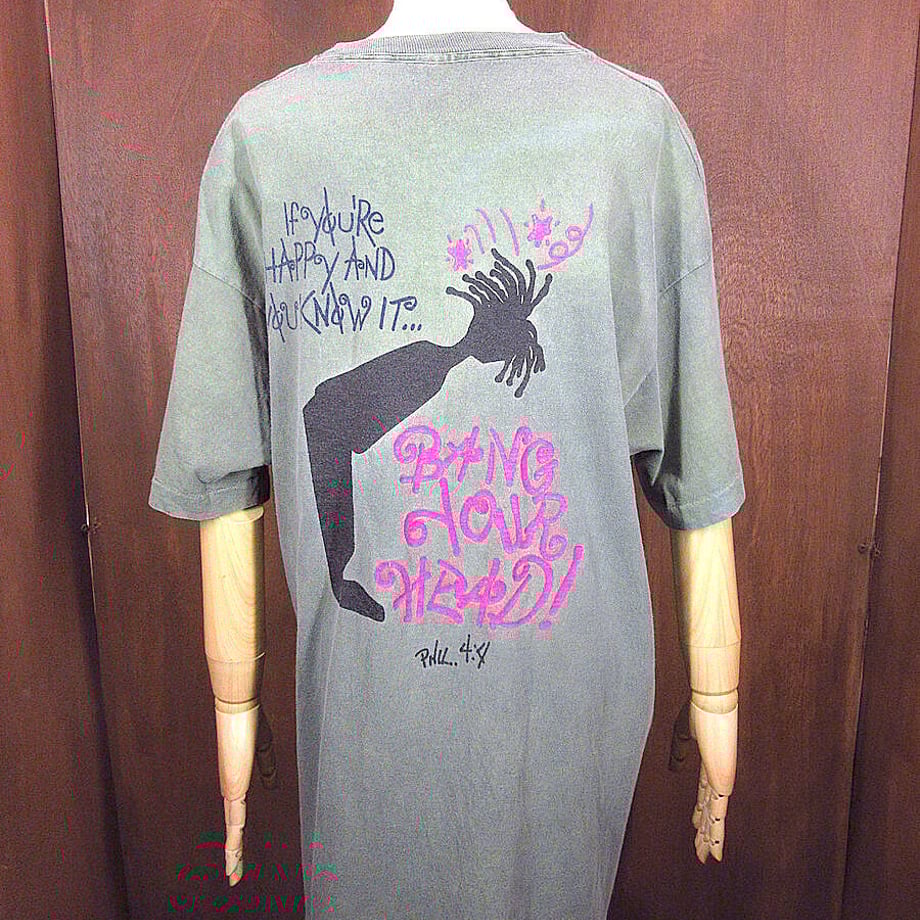 If YOU'RE
HAPPY AND
YOU KNOW IT...
BANG
YOUR
HEAD!
PHIL. 4:4